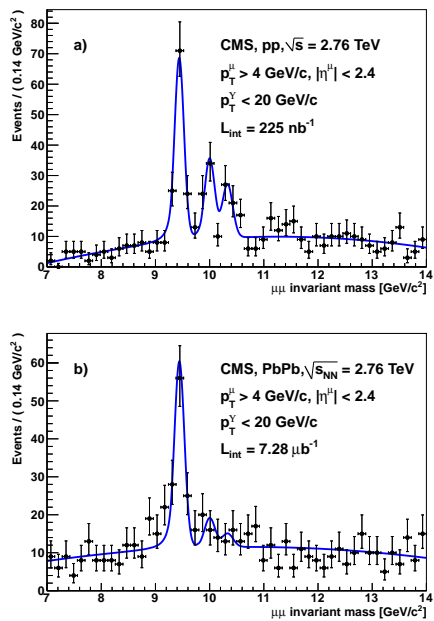 Events / ( 0.14 GeV/c² )
80
70
60
50
40
30
20
10
0
a)
CMS, pp, √s = 2.76 TeV
p_T^μ > 4 GeV/c, |η^μ| < 2.4
p_T^Υ < 20 GeV/c
L_int = 225 nb⁻¹
7 8 9 10 11 12 13 14
μμ invariant mass [GeV/c²]
Events / ( 0.14 GeV/c² )
60
50
40
30
20
10
0
b)
CMS, PbPb, √s_NN = 2.76 TeV
p_T^μ > 4 GeV/c, |η^μ| < 2.4
p_T^Υ < 20 GeV/c
L_int = 7.28 μb⁻¹
7 8 9 10 11 12 13 14
μμ invariant mass [GeV/c²]